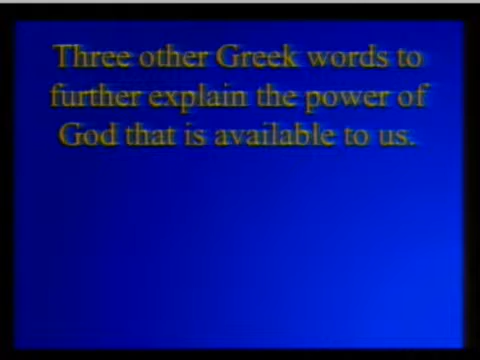 Three other Greek words to
further explain the power of
God that is available to us.